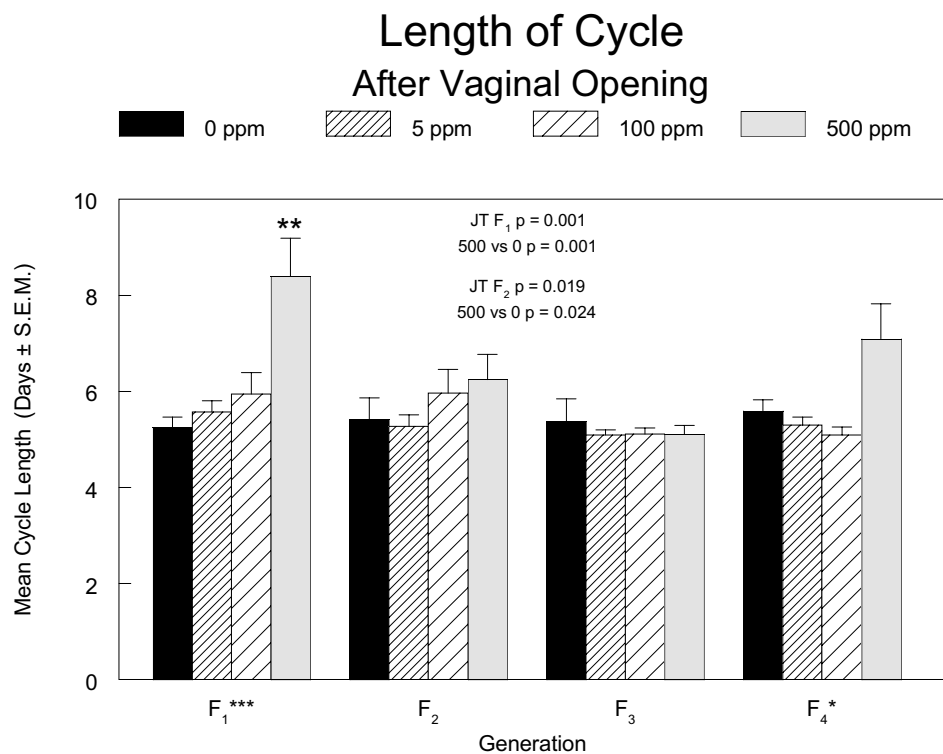 Length of Cycle
After Vaginal Opening
0 ppm 5 ppm 100 ppm 500 ppm
10
8
6
4
2
0
Mean Cycle Length (Days ± S.E.M.)
**
JT F₁ p = 0.001
500 vs 0 p = 0.001
JT F₂ p = 0.019
500 vs 0 p = 0.024
F₁*** F₂ F₃ F₄*
Generation